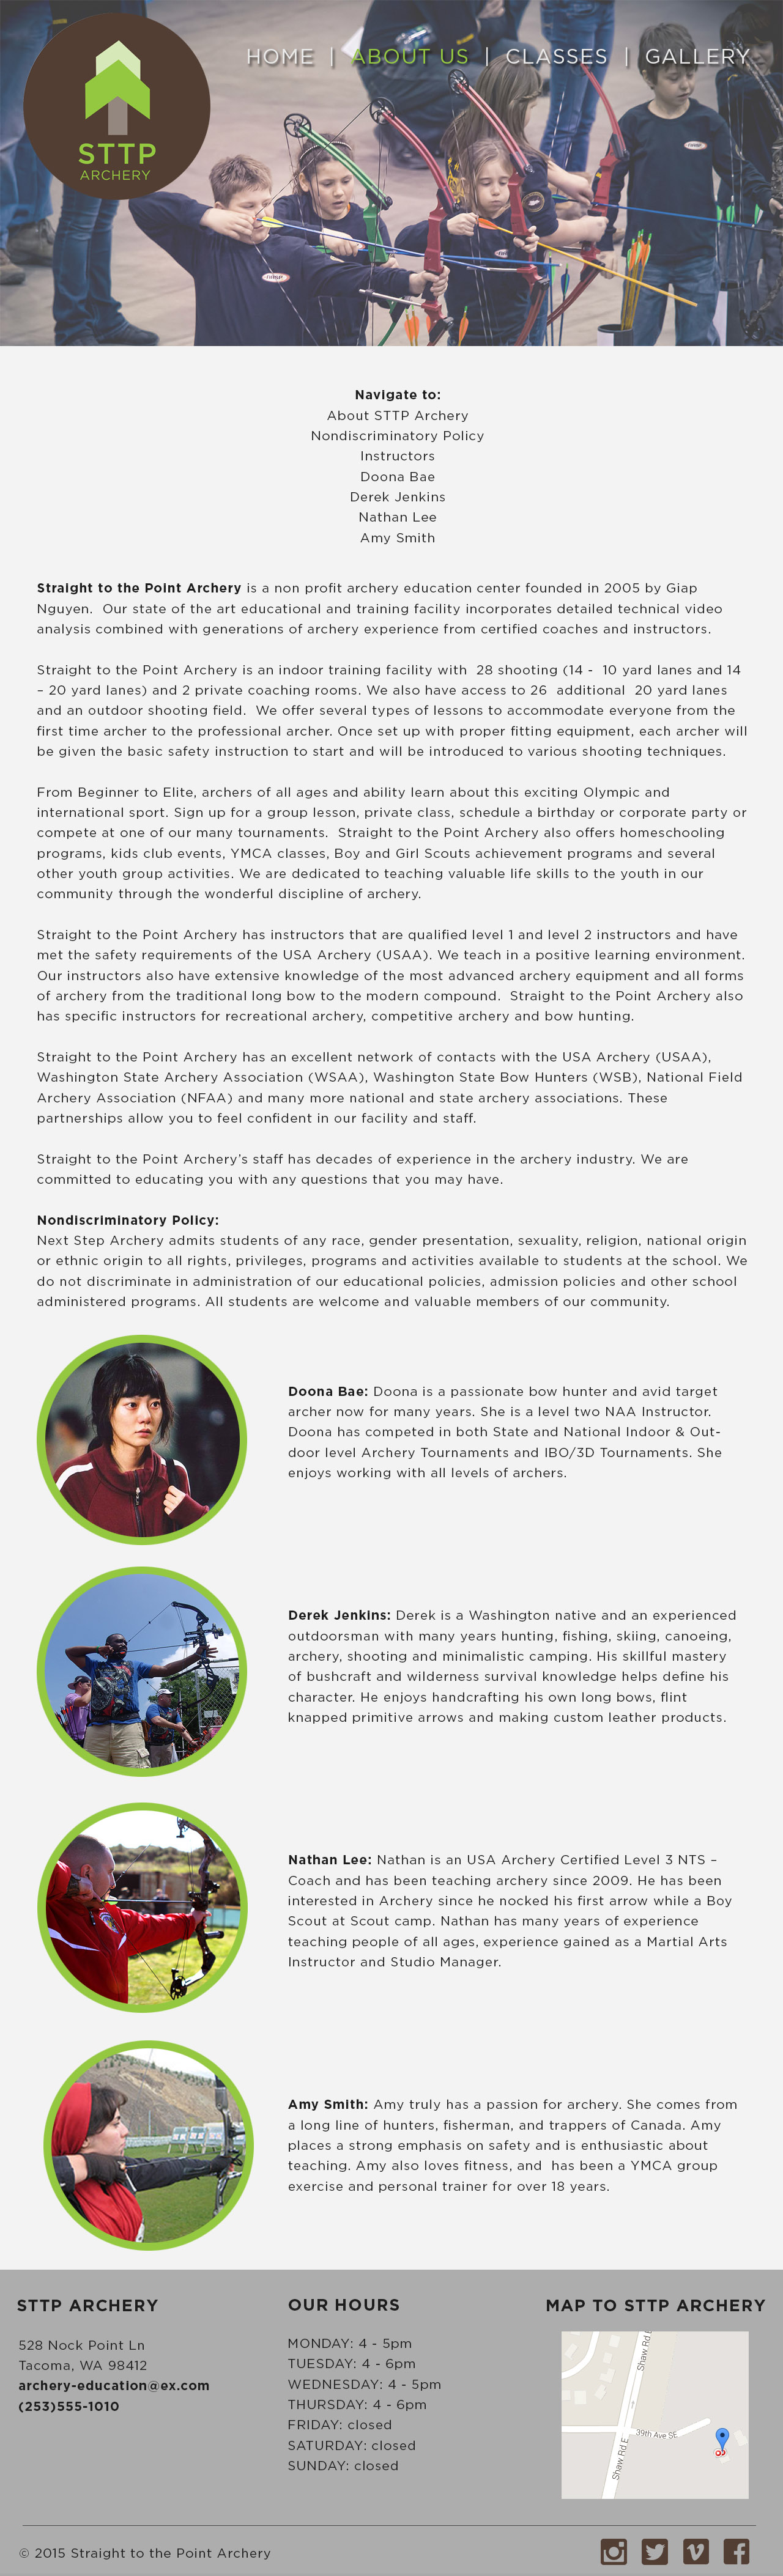 HOME | ABOUT US | CLASSES | GALLERY
STTP
ARCHERY
Navigate to:
About STTP Archery
Nondiscriminatory Policy
Instructors
Doona Bae
Derek Jenkins
Nathan Lee
Amy Smith
Straight to the Point Archery is a non profit archery education center founded in 2005 by Giap
Nguyen.  Our state of the art educational and training facility incorporates detailed technical video
analysis combined with generations of archery experience from certified coaches and instructors.
Straight to the Point Archery is an indoor training facility with  28 shooting (14 -  10 yard lanes and 14
– 20 yard lanes) and 2 private coaching rooms. We also have access to 26  additional  20 yard lanes
and an outdoor shooting field.  We offer several types of lessons to accommodate everyone from the
first time archer to the professional archer. Once set up with proper fitting equipment, each archer will
be given the basic safety instruction to start and will be introduced to various shooting techniques.
From Beginner to Elite, archers of all ages and ability learn about this exciting Olympic and
international sport. Sign up for a group lesson, private class, schedule a birthday or corporate party or
compete at one of our many tournaments.  Straight to the Point Archery also offers homeschooling
programs, kids club events, YMCA classes, Boy and Girl Scouts achievement programs and several
other youth group activities. We are dedicated to teaching valuable life skills to the youth in our
community through the wonderful discipline of archery.
Straight to the Point Archery has instructors that are qualified level 1 and level 2 instructors and have
met the safety requirements of the USA Archery (USAA). We teach in a positive learning environment.
Our instructors also have extensive knowledge of the most advanced archery equipment and all forms
of archery from the traditional long bow to the modern compound.  Straight to the Point Archery also
has specific instructors for recreational archery, competitive archery and bow hunting.
Straight to the Point Archery has an excellent network of contacts with the USA Archery (USAA),
Washington State Archery Association (WSAA), Washington State Bow Hunters (WSB), National Field
Archery Association (NFAA) and many more national and state archery associations. These
partnerships allow you to feel confident in our facility and staff.
Straight to the Point Archery’s staff has decades of experience in the archery industry. We are
committed to educating you with any questions that you may have.
Nondiscriminatory Policy:
Next Step Archery admits students of any race, gender presentation, sexuality, religion, national origin
or ethnic origin to all rights, privileges, programs and activities available to students at the school. We
do not discriminate in administration of our educational policies, admission policies and other school
administered programs. All students are welcome and valuable members of our community.
Doona Bae: Doona is a passionate bow hunter and avid target
archer now for many years. She is a level two NAA Instructor.
Doona has competed in both State and National Indoor & Out-
door level Archery Tournaments and IBO/3D Tournaments. She
enjoys working with all levels of archers.
Derek Jenkins: Derek is a Washington native and an experienced
outdoorsman with many years hunting, fishing, skiing, canoeing,
archery, shooting and minimalistic camping. His skillful mastery
of bushcraft and wilderness survival knowledge helps define his
character. He enjoys handcrafting his own long bows, flint
knapped primitive arrows and making custom leather products.
Nathan Lee: Nathan is an USA Archery Certified Level 3 NTS –
Coach and has been teaching archery since 2009. He has been
interested in Archery since he nocked his first arrow while a Boy
Scout at Scout camp. Nathan has many years of experience
teaching people of all ages, experience gained as a Martial Arts
Instructor and Studio Manager.
Amy Smith: Amy truly has a passion for archery. She comes from
a long line of hunters, fisherman, and trappers of Canada. Amy
places a strong emphasis on safety and is enthusiastic about
teaching. Amy also loves fitness, and  has been a YMCA group
exercise and personal trainer for over 18 years.
STTP ARCHERY
528 Nock Point Ln
Tacoma, WA 98412
archery-education@ex.com
(253)555-1010
OUR HOURS
MONDAY: 4 - 5pm
TUESDAY: 4 - 6pm
WEDNESDAY: 4 - 5pm
THURSDAY: 4 - 6pm
FRIDAY: closed
SATURDAY: closed
SUNDAY: closed
MAP TO STTP ARCHERY
Shaw Rd E
39th Ave SE
Shaw Rd E
© 2015 Straight to the Point Archery